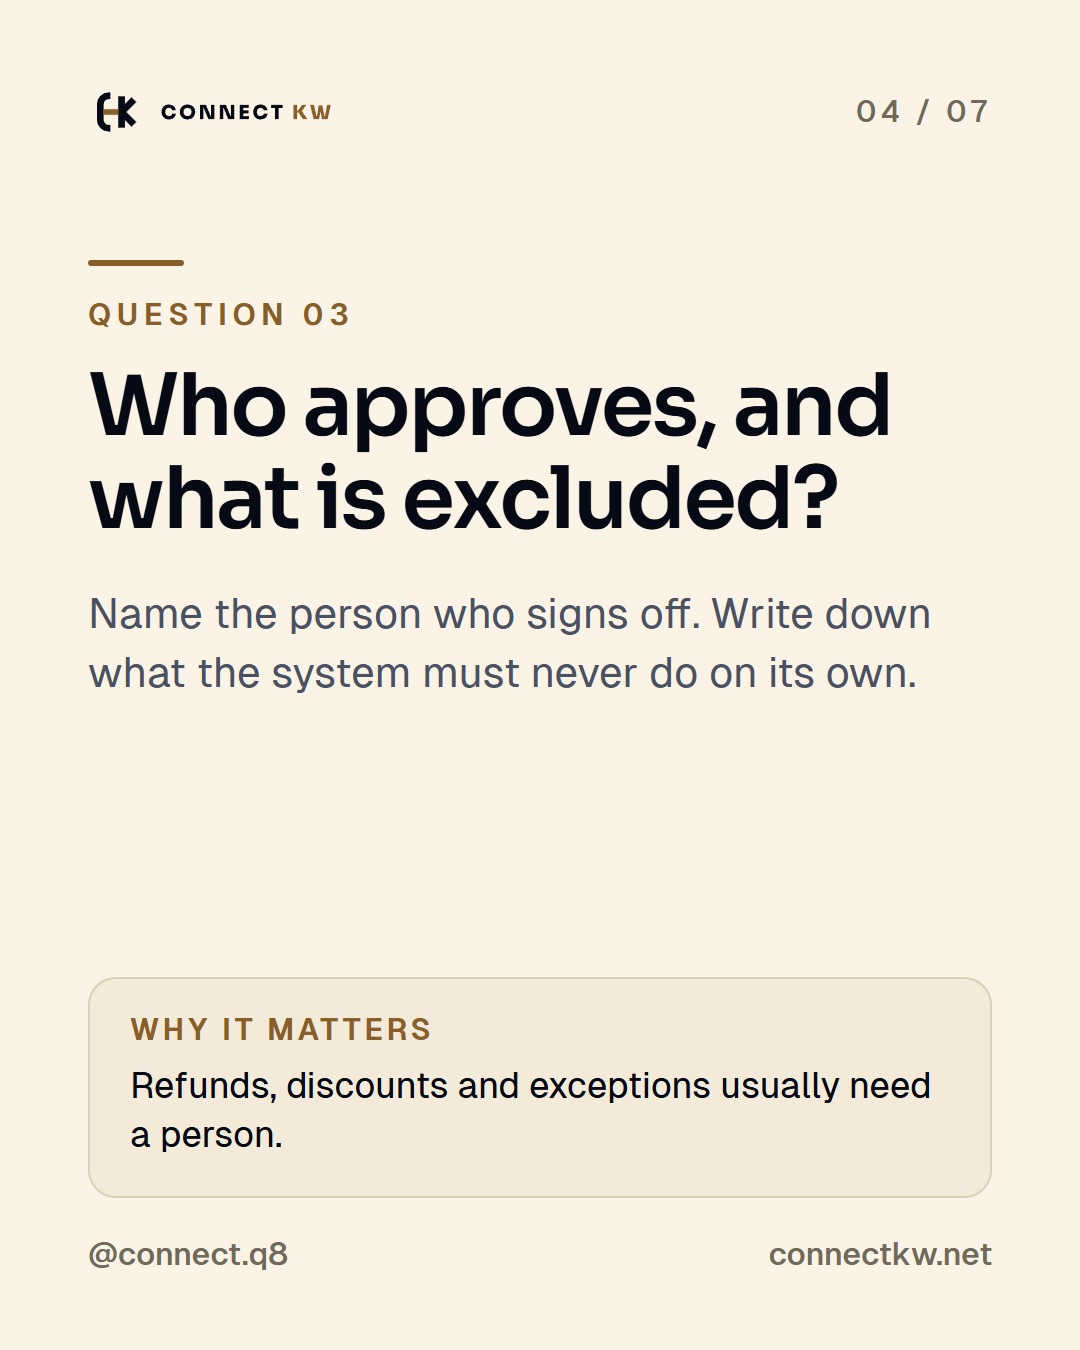 CONNECT KW
04 / 07
QUESTION 03
Who approves, and
what is excluded?
Name the person who signs off. Write down
what the system must never do on its own.
WHY IT MATTERS
Refunds, discounts and exceptions usually need
a person.
@connect.q8
connectkw.net